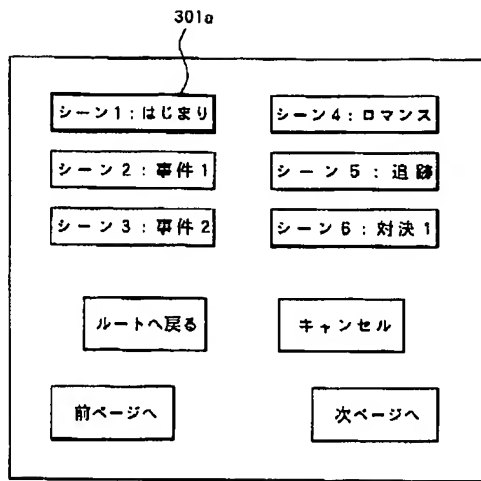 301a
シーン1:はじまり
シーン4:ロマンス
シーン2:事件1
シーン5:追跡
シーン3:事件2
シーン6:対決1
ルートへ戻る
キャンセル
前ページへ
次ページへ